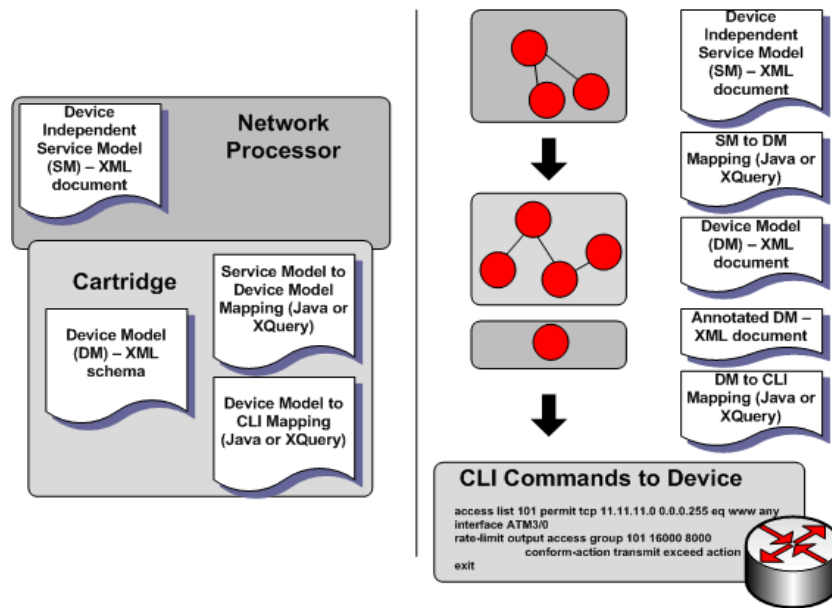 Device
Independent
Service Model
(SM) – XML
document
Network
Processor
Cartridge
Device Model
(DM) – XML
schema
Service Model to
Device Model
Mapping (Java or
XQuery)
Device Model to
CLI Mapping
(Java or XQuery)
Device
Independent
Service Model
(SM) – XML
document
SM to DM
Mapping (Java or
XQuery)
Device Model
(DM) – XML
document
Annotated DM –
XML document
DM to CLI
Mapping (Java or
XQuery)
CLI Commands to Device
access list 101 permit tcp 11.11.11.0 0.0.0.255 eq www any
interface ATM3/0
rate-limit output access group 101 16000 8000
conform-action transmit exceed action
exit